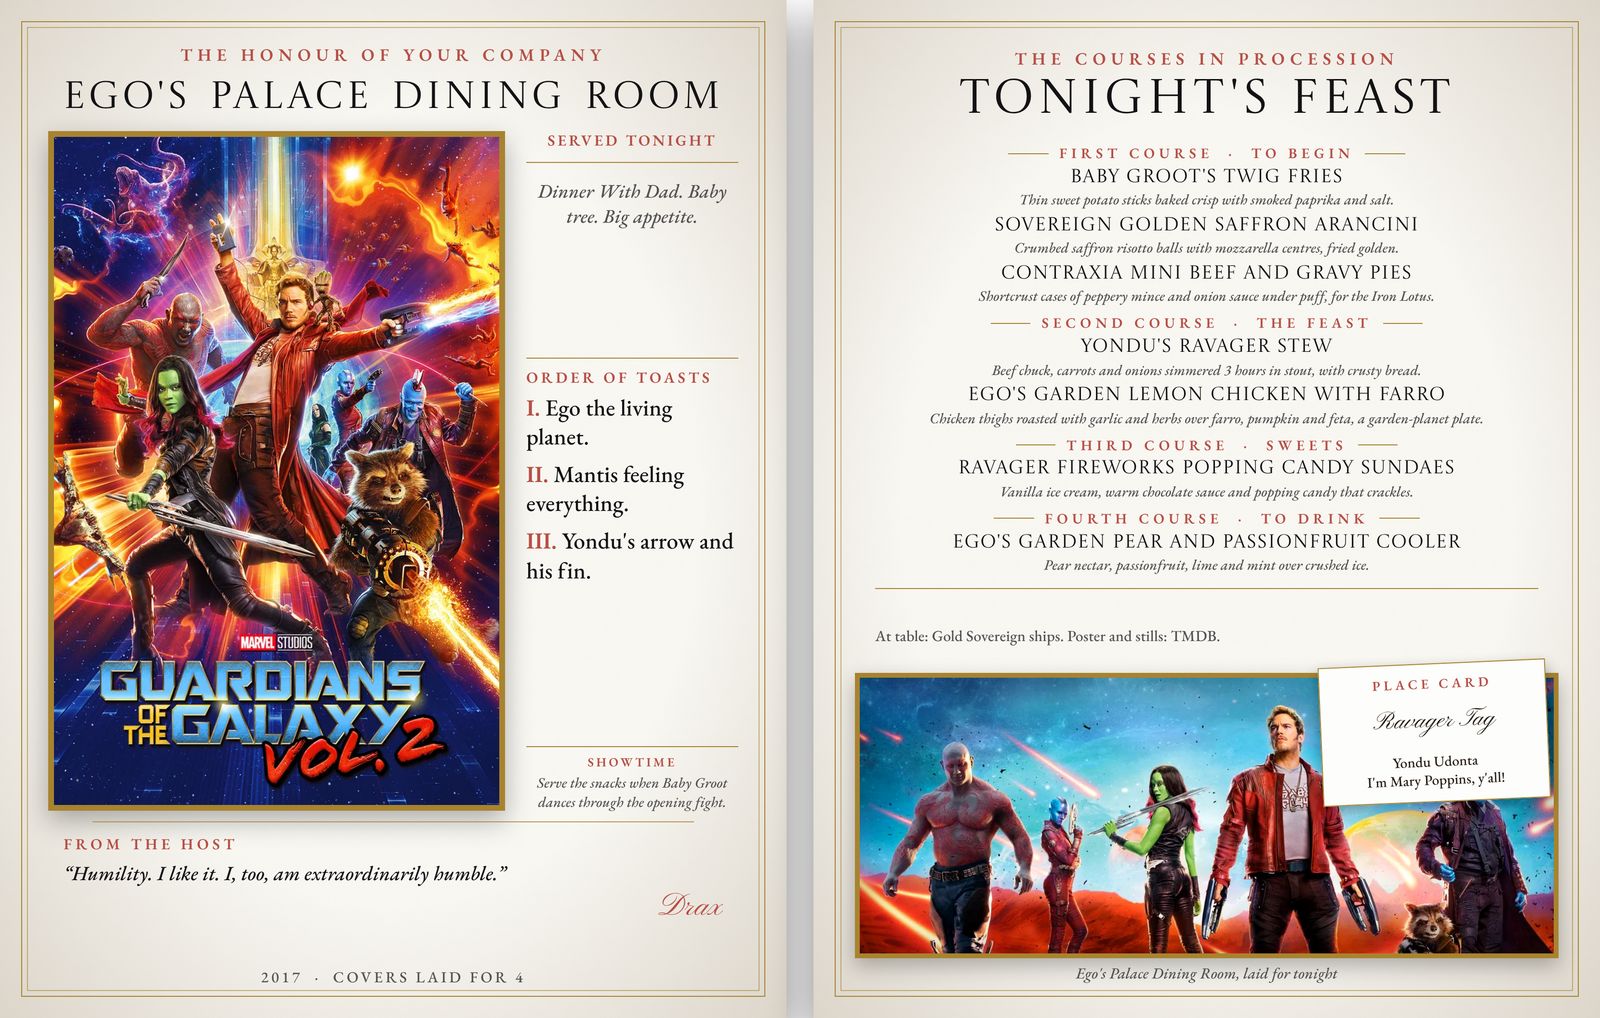 THE HONOUR OF YOUR COMPANY
EGO'S PALACE DINING ROOM
MARVEL STUDIOS
GUARDIANS
OF THE GALAXY
VOL. 2
SERVED TONIGHT
Dinner With Dad. Baby
tree. Big appetite.
ORDER OF TOASTS
I. Ego the living
planet.
II. Mantis feeling
everything.
III. Yondu's arrow and
his fin.
SHOWTIME
Serve the snacks when Baby Groot
dances through the opening fight.
FROM THE HOST
“Humility. I like it. I, too, am extraordinarily humble.”
Drax
2017 · COVERS LAID FOR 4
THE COURSES IN PROCESSION
TONIGHT'S FEAST
FIRST COURSE · TO BEGIN
BABY GROOT'S TWIG FRIES
Thin sweet potato sticks baked crisp with smoked paprika and salt.
SOVEREIGN GOLDEN SAFFRON ARANCINI
Crumbed saffron risotto balls with mozzarella centres, fried golden.
CONTRAXIA MINI BEEF AND GRAVY PIES
Shortcrust cases of peppery mince and onion sauce under puff, for the Iron Lotus.
SECOND COURSE · THE FEAST
YONDU'S RAVAGER STEW
Beef chuck, carrots and onions simmered 3 hours in stout, with crusty bread.
EGO'S GARDEN LEMON CHICKEN WITH FARRO
Chicken thighs roasted with garlic and herbs over farro, pumpkin and feta, a garden-planet plate.
THIRD COURSE · SWEETS
RAVAGER FIREWORKS POPPING CANDY SUNDAES
Vanilla ice cream, warm chocolate sauce and popping candy that crackles.
FOURTH COURSE · TO DRINK
EGO'S GARDEN PEAR AND PASSIONFRUIT COOLER
Pear nectar, passionfruit, lime and mint over crushed ice.
At table: Gold Sovereign ships. Poster and stills: TMDB.
PLACE CARD
Ravager Tag
Yondu Udonta
I'm Mary Poppins, y'all!
Ego's Palace Dining Room, laid for tonight